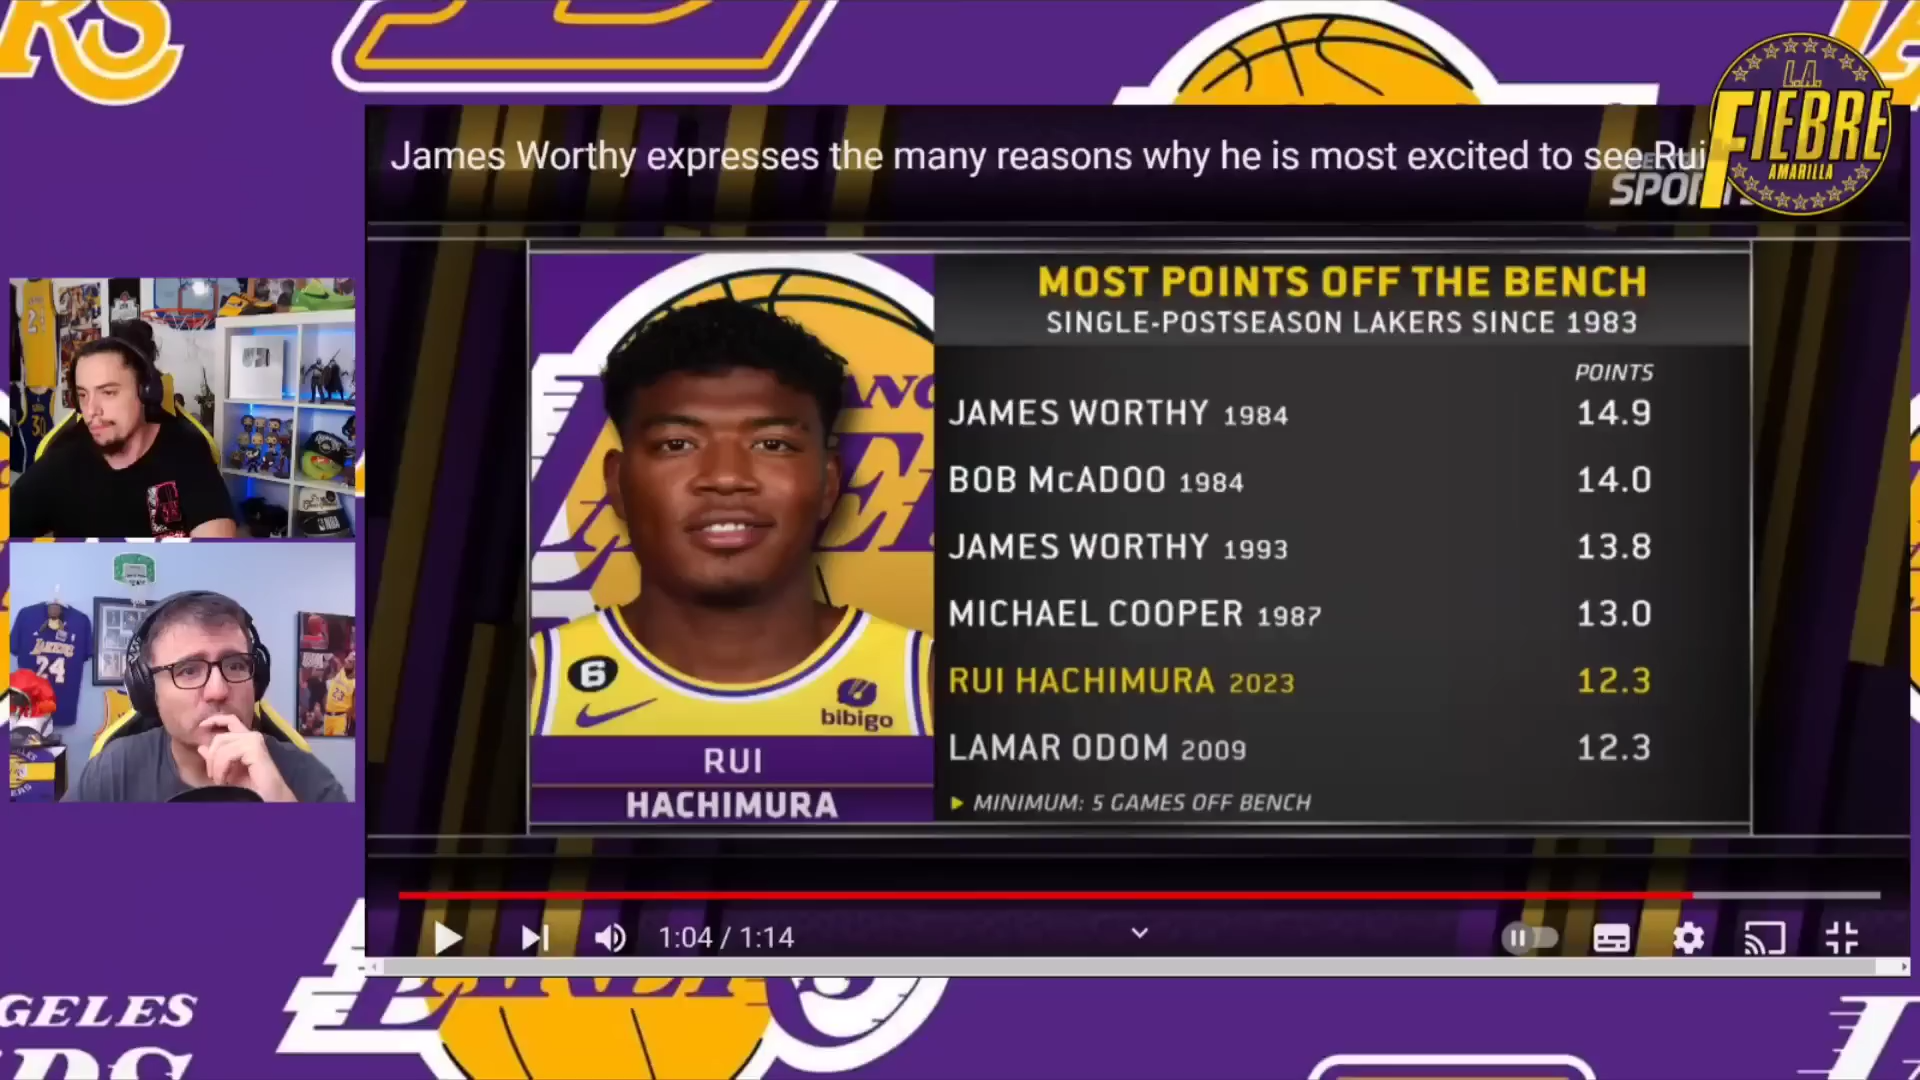 James Worthy expresses the many reasons why he is most excited to see Rui
L.A.
FIEBRE
AMARILLA
MOST POINTS OFF THE BENCH
SINGLE-POSTSEASON LAKERS SINCE 1983
POINTS
JAMES WORTHY 1984 14.9
BOB McADOO 1984 14.0
JAMES WORTHY 1993 13.8
MICHAEL COOPER 1987 13.0
RUI HACHIMURA 2023 12.3
LAMAR ODOM 2009 12.3
MINIMUM: 5 GAMES OFF BENCH
6
bibigo
RUI
HACHIMURA
LAKERS
24
1:04 / 1:14
GELES